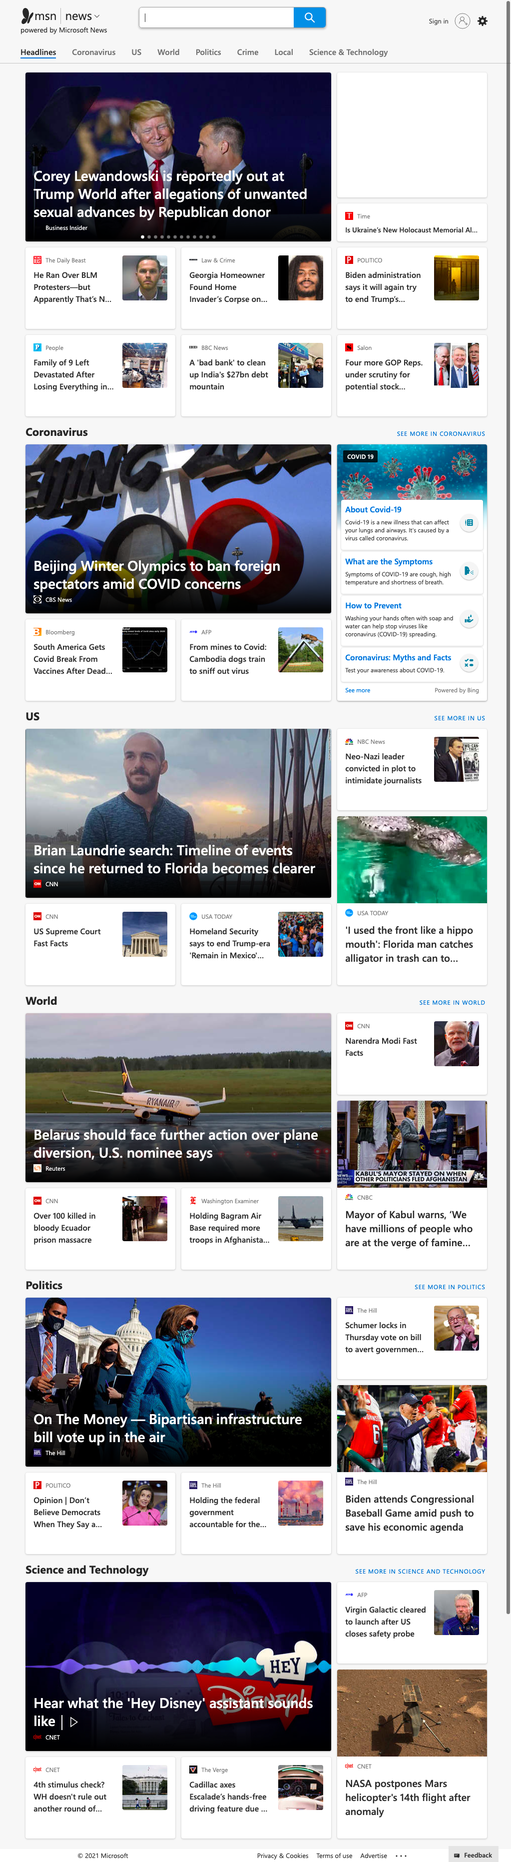 msn news
powered by Microsoft News
Sign in
Headlines Coronavirus US World Politics Crime Local Science & Technology
Corey Lewandowski is reportedly out at
Trump World after allegations of unwanted
sexual advances by Republican donor
Business Insider
Time
Is Ukraine's New Holocaust Memorial Al...
The Daily Beast
He Ran Over BLM
Protesters—but
Apparently That's N...
Law & Crime
Georgia Homeowner
Found Home
Invader's Corpse on...
POLITICO
Biden administration
says it will again try
to end Trump's...
People
Family of 9 Left
Devastated After
Losing Everything in...
BBC News
A 'bad bank' to clean
up India's $27bn debt
mountain
Salon
Four more GOP Reps.
under scrutiny for
potential stock...
Coronavirus
SEE MORE IN CORONAVIRUS
Beijing Winter Olympics to ban foreign
spectators amid COVID concerns
CBS News
COVID 19
About Covid-19
Covid-19 is a new illness that can affect
your lungs and airways. It's caused by a
virus called coronavirus.
What are the Symptoms
Symptoms of COVID-19 are cough, high
temperature and shortness of breath.
How to Prevent
Washing your hands often with soap and
water can help stop viruses like
coronavirus (COVID-19) spreading.
Coronavirus: Myths and Facts
Test your awareness about COVID-19.
See more
Powered by Bing
Bloomberg
South America Gets
Covid Break From
Vaccines After Dead...
AFP
From mines to Covid:
Cambodia dogs train
to sniff out virus
US
SEE MORE IN US
Brian Laundrie search: Timeline of events
since he returned to Florida becomes clearer
CNN
NBC News
Neo-Nazi leader
convicted in plot to
intimidate journalists
USA TODAY
'I used the front like a hippo
mouth': Florida man catches
alligator in trash can to...
CNN
US Supreme Court
Fast Facts
USA TODAY
Homeland Security
says to end Trump-era
'Remain in Mexico'...
World
SEE MORE IN WORLD
RYANAIR
Belarus should face further action over plane
diversion, U.S. nominee says
Reuters
CNN
Narendra Modi Fast
Facts
KABUL'S MAYOR STAYED ON WHEN
OTHER POLITICIANS FLED AFGHANISTAN
CNBC
Mayor of Kabul warns, 'We
have millions of people who
are at the verge of famine...
CNN
Over 100 killed in
bloody Ecuador
prison massacre
Washington Examiner
Holding Bagram Air
Base required more
troops in Afghanista...
Politics
SEE MORE IN POLITICS
On The Money — Bipartisan infrastructure
bill vote up in the air
The Hill
The Hill
Schumer locks in
Thursday vote on bill
to avert governmen...
The Hill
Biden attends Congressional
Baseball Game amid push to
save his economic agenda
POLITICO
Opinion | Don't
Believe Democrats
When They Say a...
The Hill
Holding the federal
government
accountable for the...
Science and Technology
SEE MORE IN SCIENCE AND TECHNOLOGY
HEY
Disney!
Hear what the 'Hey Disney' assistant sounds
like |
CNET
AFP
Virgin Galactic cleared
to launch after US
closes safety probe
CNET
NASA postpones Mars
helicopter's 14th flight after
anomaly
CNET
4th stimulus check?
WH doesn't rule out
another round of...
The Verge
Cadillac axes
Escalade's hands-free
driving feature due ...
© 2021 Microsoft
Privacy & Cookies Terms of use Advertise ...
Feedback